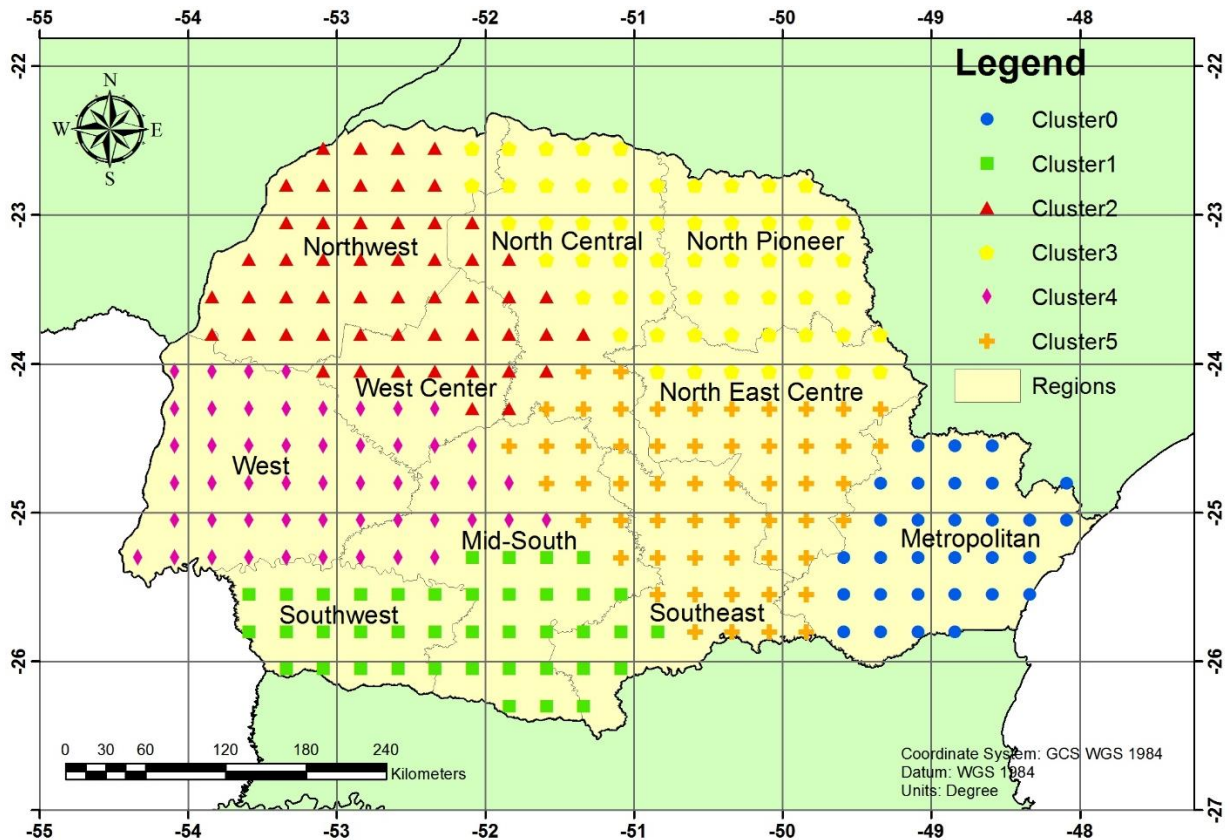 -55 -54 -53 -52 -51 -50 -49 -48
-22 -22
Legend
N
W E
S
Cluster0
Cluster1
Cluster2
-23 -23
Northwest North Central North Pioneer
Cluster3
Cluster4
Cluster5
-24 -24
West Center North East Centre
Regions
West
-25 -25
Mid-South Metropolitan
Southwest Southeast
-26 -26
0 30 60 120 180 240
Kilometers
Coordinate System: GCS WGS 1984
Datum: WGS 1984
Units: Degree
-27 -27
-55 -54 -53 -52 -51 -50 -49 -48